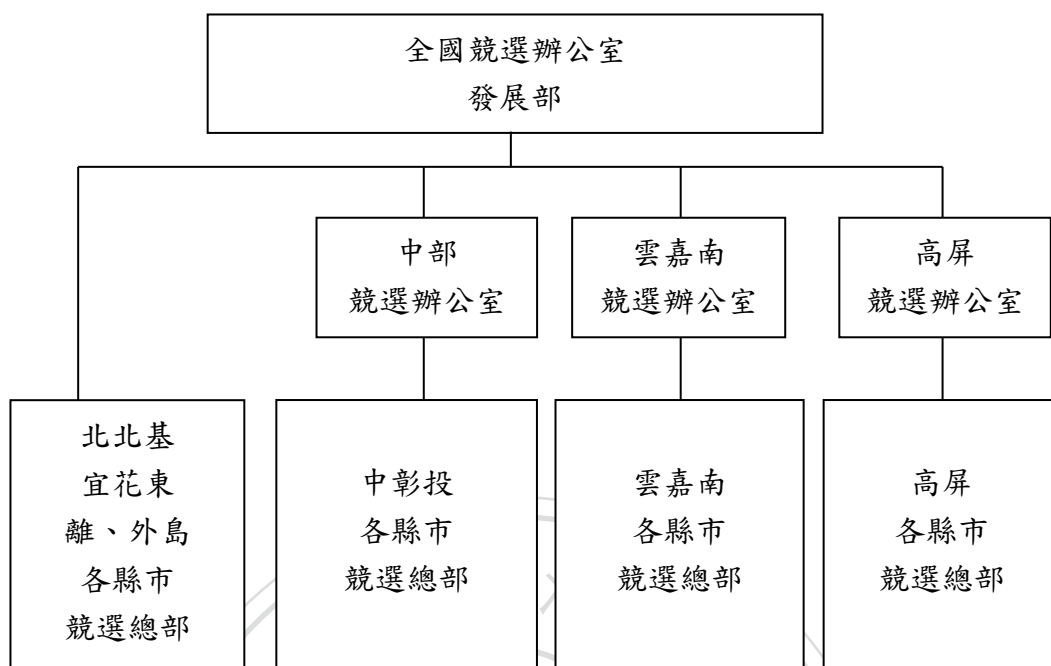 全國競選辦公室
發展部
中部
競選辦公室
雲嘉南
競選辦公室
高屏
競選辦公室
北北基
宜花東
離、外島
各縣市
競選總部
中彰投
各縣市
競選總部
雲嘉南
各縣市
競選總部
高屏
各縣市
競選總部